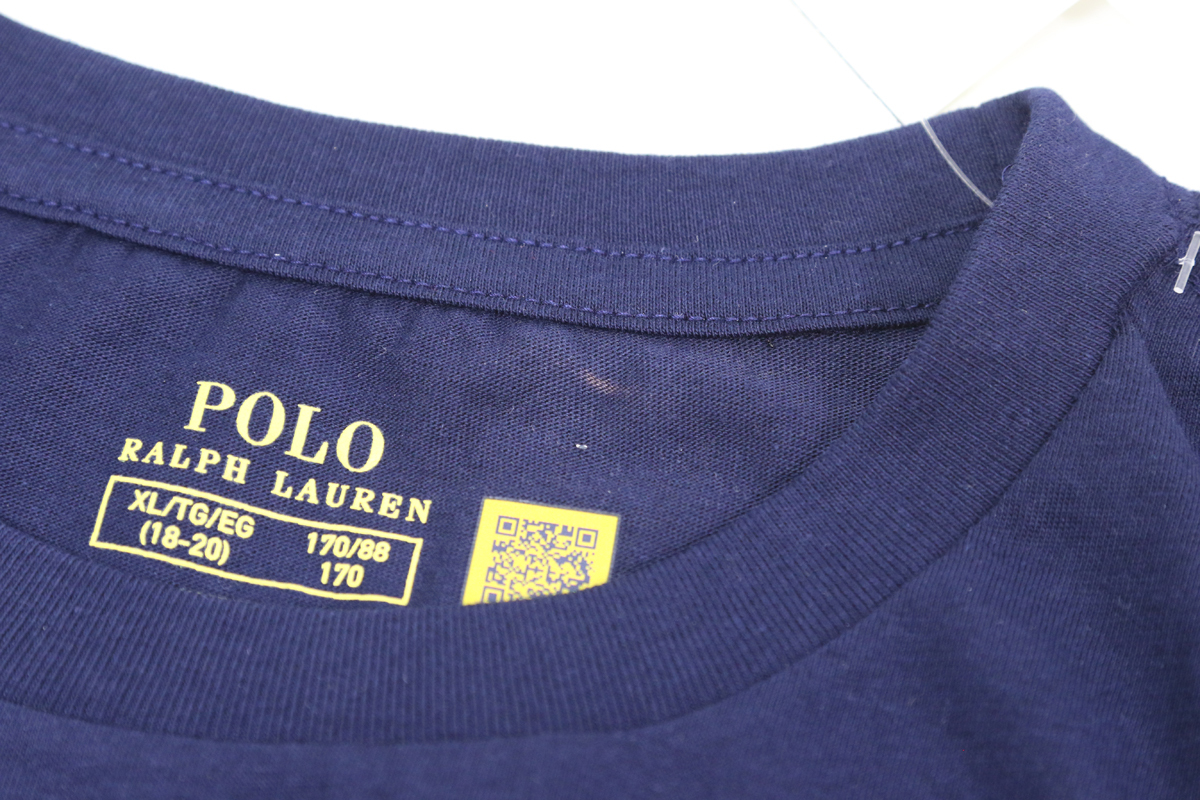 POLO
RALPH LAUREN
XL/TG/EG 170/88
(18-20) 170